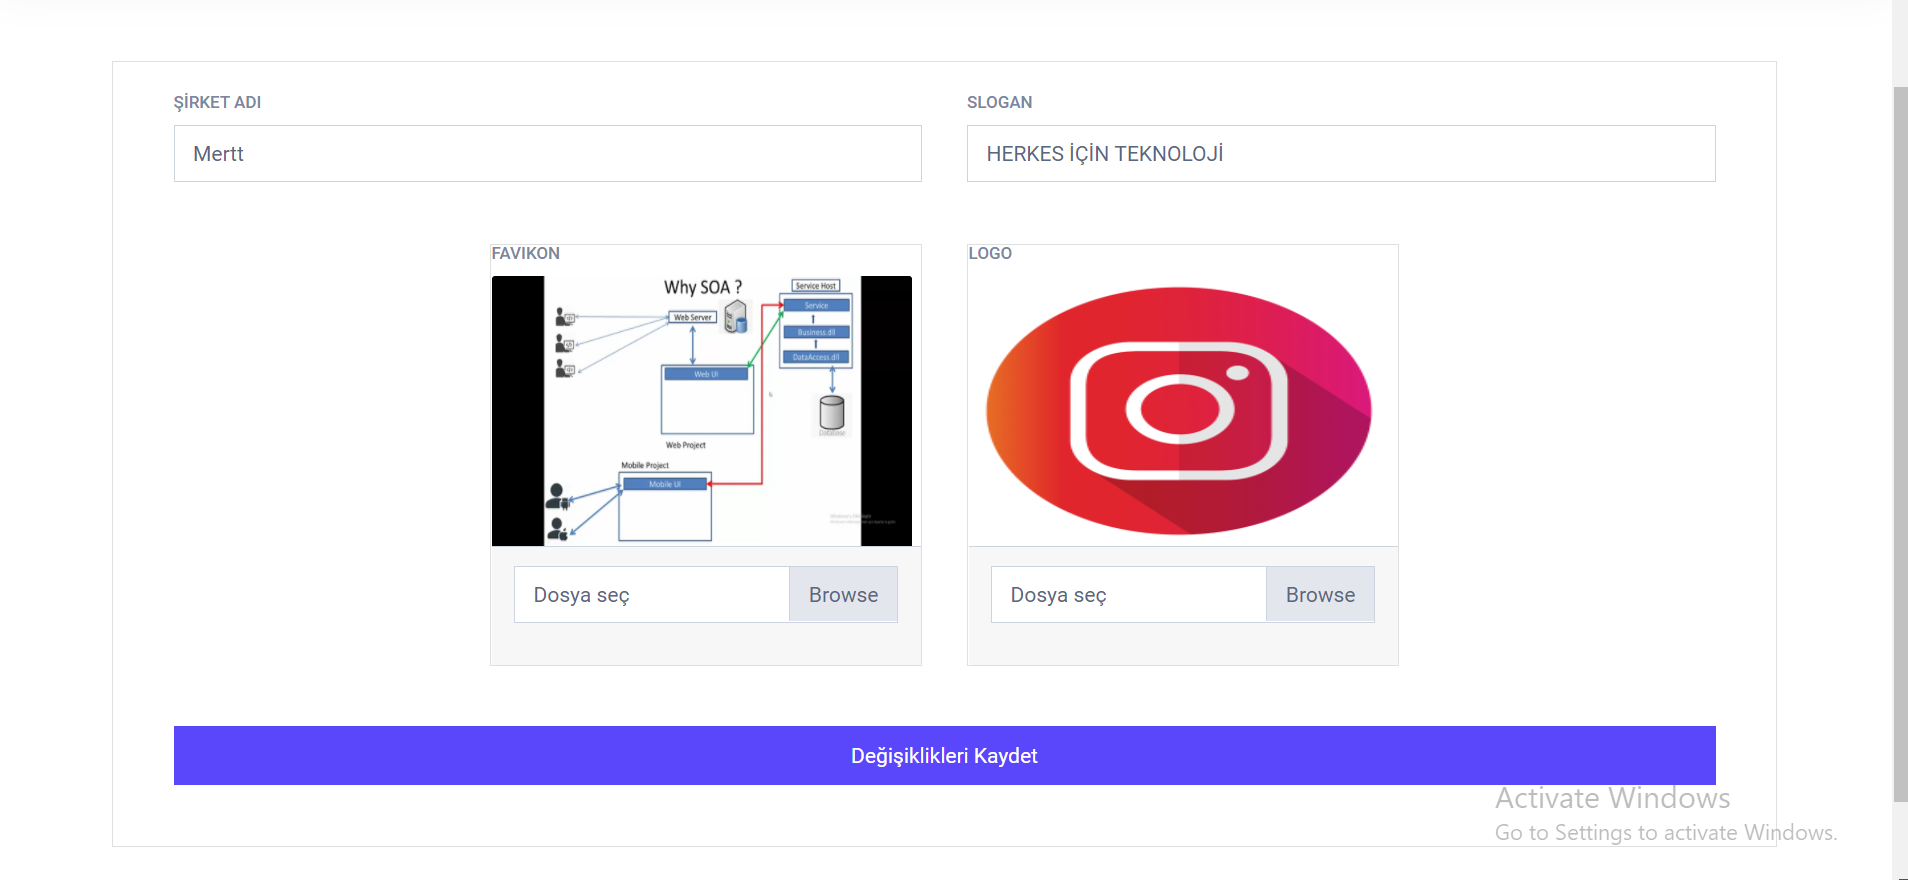 ŞİRKET ADI
SLOGAN
Mertt
HERKES İÇİN TEKNOLOJİ
FAVIKON
LOGO
Why SOA ?
Service Host
Service
Web Server
Business.dll
DataAccess.dll
Web UI
Database
Web Project
Mobile Project
Mobile UI
Dosya seç
Browse
Dosya seç
Browse
Değişiklikleri Kaydet
Activate Windows
Go to Settings to activate Windows.